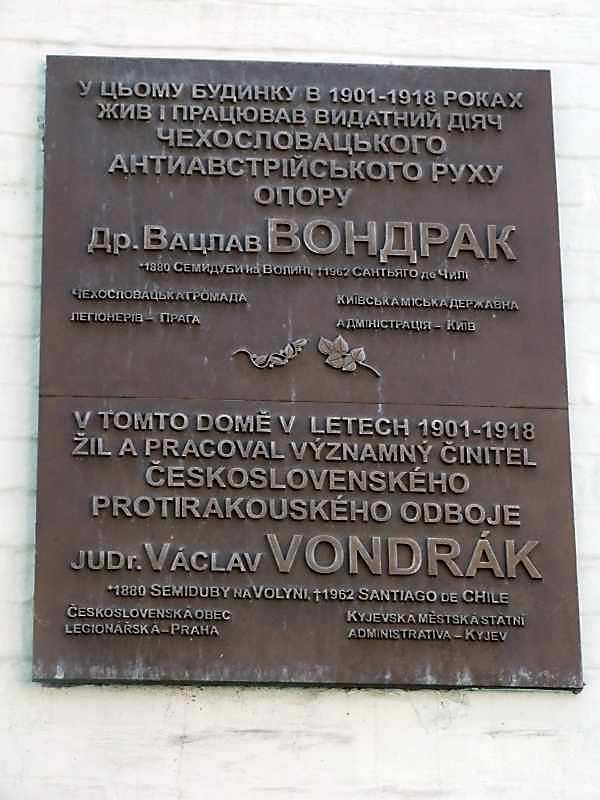 У ЦЬОМУ БУДИНКУ В 1901-1918 РОКАХ
ЖИВ І ПРАЦЮВАВ ВИДАТНИЙ ДІЯЧ
ЧЕХОСЛОВАЦЬКОГО
АНТИАВСТРІЙСЬКОГО РУХУ
ОПОРУ
Др. ВАЦЛАВ ВОНДРАК
*1880 СЕМИДУБИ НА ВОЛИНІ, †1962 САНТЬЯГО ДЕ ЧИЛІ
ЧЕХОСЛОВАЦЬКА ГРОМАДА
ЛЕГІОНЕРІВ – ПРАГА
КИЇВСЬКА МІСЬКА ДЕРЖАВНА
АДМІНІСТРАЦІЯ – КИЇВ
V TOMTO DOMĚ V LETECH 1901-1918
ŽIL A PRACOVAL VÝZNAMNÝ ČINITEL
ČESKOSLOVENSKÉHO
PROTIRAKOUSKÉHO ODBOJE
JUDr. VÁCLAV VONDRÁK
*1880 SEMIDUBY NA VOLYNI, †1962 SANTIAGO DE CHILE
ČESKOSLOVENSKÁ OBEC
LEGIONÁŘSKÁ – PRAHA
KYJEVSKA MĚSTSKÁ STATNÍ
ADMINISTRATIVA – KYJEV